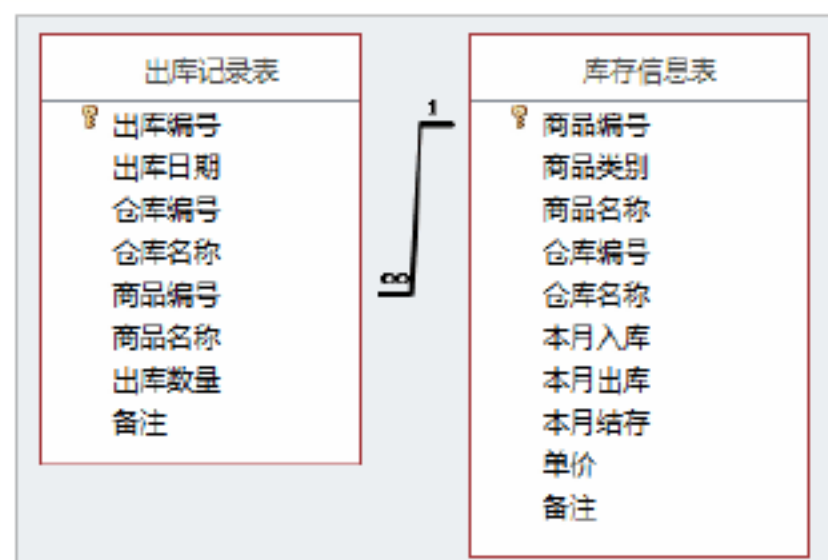 出库记录表
出库编号
出库日期
仓库编号
仓库名称
商品编号
商品名称
出库数量
备注
1
∞
库存信息表
商品编号
商品类别
商品名称
仓库编号
仓库名称
本月入库
本月出库
本月结存
单价
备注